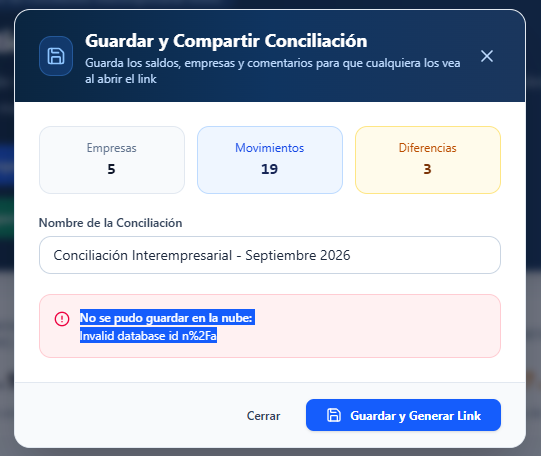 Guardar y Compartir Conciliación
Guarda los saldos, empresas y comentarios para que cualquiera los vea
al abrir el link
Empresas
5
Movimientos
19
Diferencias
3
Nombre de la Conciliación
Conciliación Interempresarial - Septiembre 2026
No se pudo guardar en la nube:
Invalid database id n%2Fa
Cerrar
Guardar y Generar Link